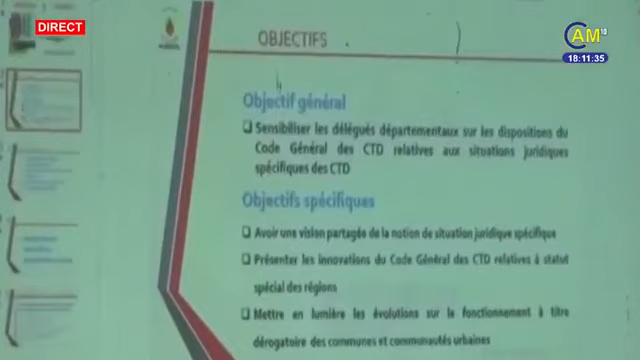 DIRECT
CAM10
18:11:35
OBJECTIFS
Objectif général
❑ Sensibiliser les délégués départementaux sur les dispositions du
Code Général des CTD relatives aux situations juridiques
spécifiques des CTD
Objectifs spécifiques
❑ Avoir une vision partagée de la notion de situation juridique spécifique
❑ Présenter les innovations du Code Général des CTD relatives à statut
spécial des régions
❑ Mettre en lumière les évolutions sur le fonctionnement à titre
dérogatoire des communes et communautés urbaines